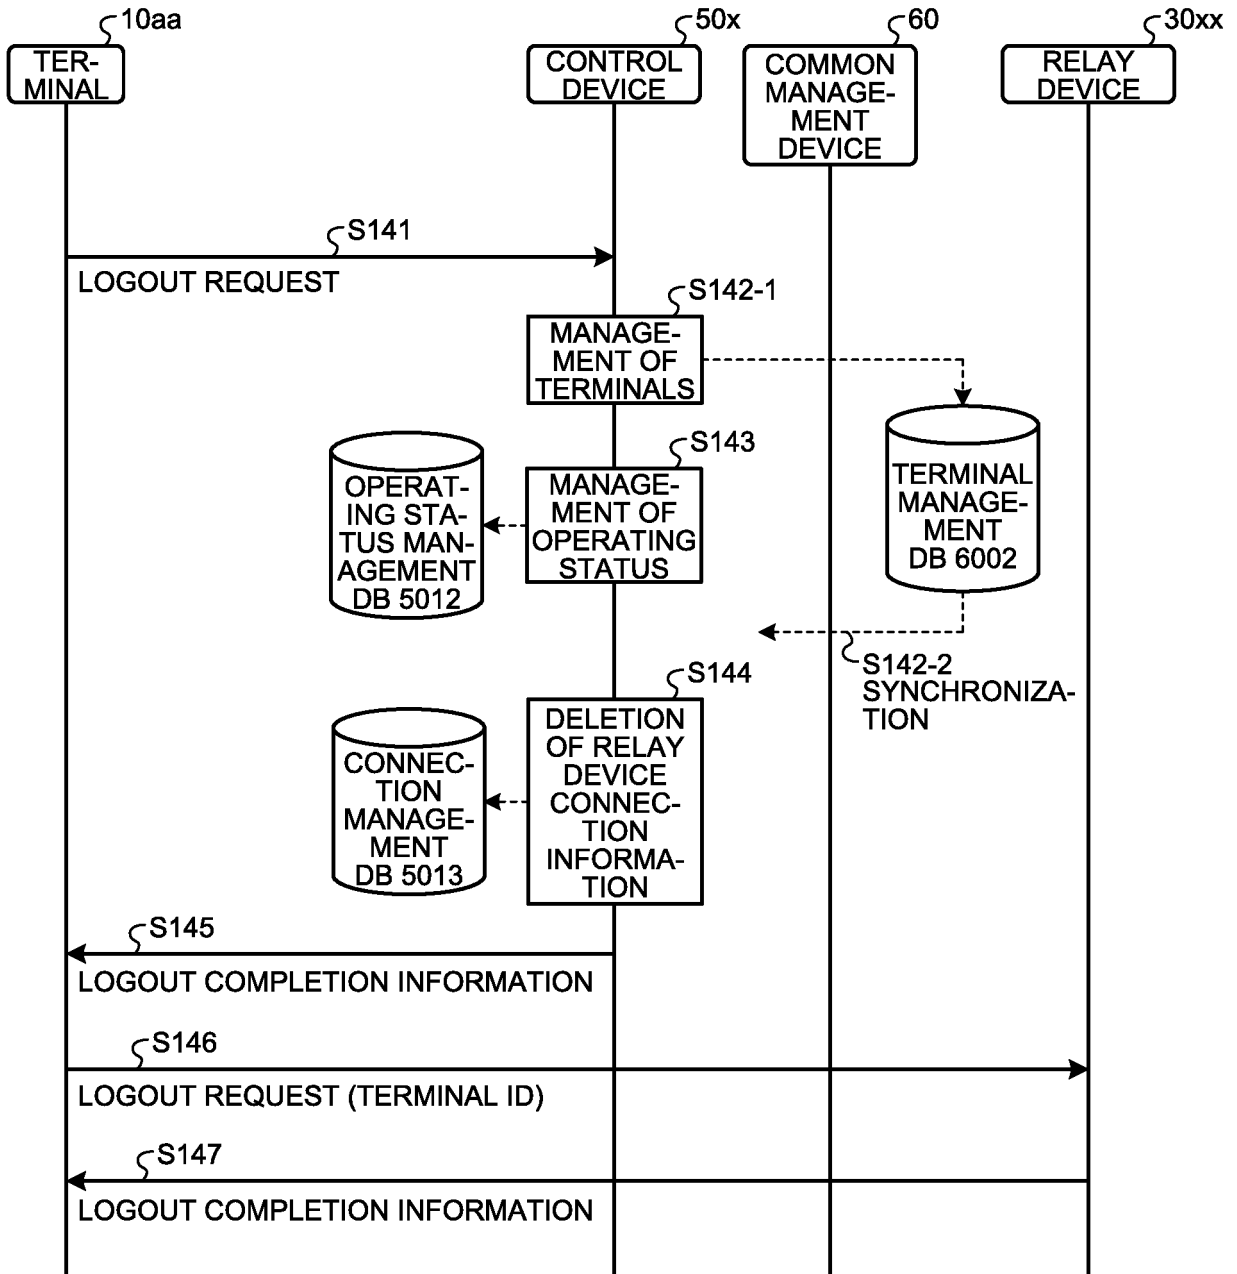 10aa
50x
60
30xx
TER-
MINAL
CONTROL
DEVICE
COMMON
MANAGE-
MENT
DEVICE
RELAY
DEVICE
S141
LOGOUT REQUEST
S142-1
MANAGE-
MENT OF
TERMINALS
S143
OPERAT-
ING STA-
TUS MAN-
AGEMENT
DB 5012
MANAGE-
MENT OF
OPERATING
STATUS
TERMINAL
MANAGE-
MENT
DB 6002
S142-2
SYNCHRONIZA-
TION
S144
CONNEC-
TION
MANAGE-
MENT
DB 5013
DELETION
OF RELAY
DEVICE
CONNEC-
TION
INFORMA-
TION
S145
LOGOUT COMPLETION INFORMATION
S146
LOGOUT REQUEST (TERMINAL ID)
S147
LOGOUT COMPLETION INFORMATION